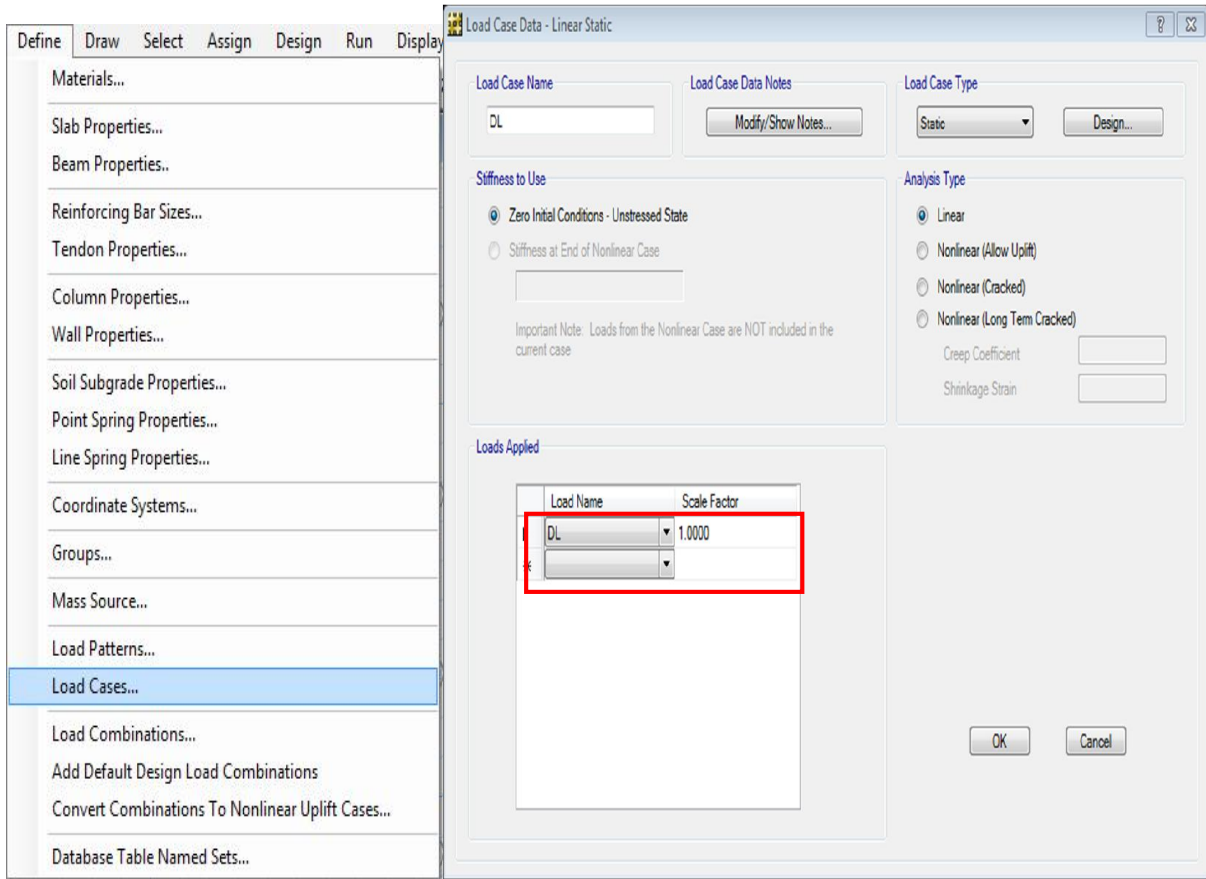 Define Draw Select Assign Design Run Display
Materials...
Slab Properties...
Beam Properties..
Reinforcing Bar Sizes...
Tendon Properties...
Column Properties...
Wall Properties...
Soil Subgrade Properties...
Point Spring Properties...
Line Spring Properties...
Coordinate Systems...
Groups...
Mass Source...
Load Patterns...
Load Cases...
Load Combinations...
Add Default Design Load Combinations
Convert Combinations To Nonlinear Uplift Cases...
Database Table Named Sets...
Load Case Data - Linear Static
Load Case Name
DL
Load Case Data Notes
Modify/Show Notes...
Load Case Type
Static
Design...
Stiffness to Use
Zero Initial Conditions - Unstressed State
Stiffness at End of Nonlinear Case
Important Note: Loads from the Nonlinear Case are NOT included in the
current case
Analysis Type
Linear
Nonlinear (Allow Uplift)
Nonlinear (Cracked)
Nonlinear (Long Term Cracked)
Creep Coefficient
Shrinkage Strain
Loads Applied
Load Name Scale Factor
DL 1.0000
*
OK Cancel